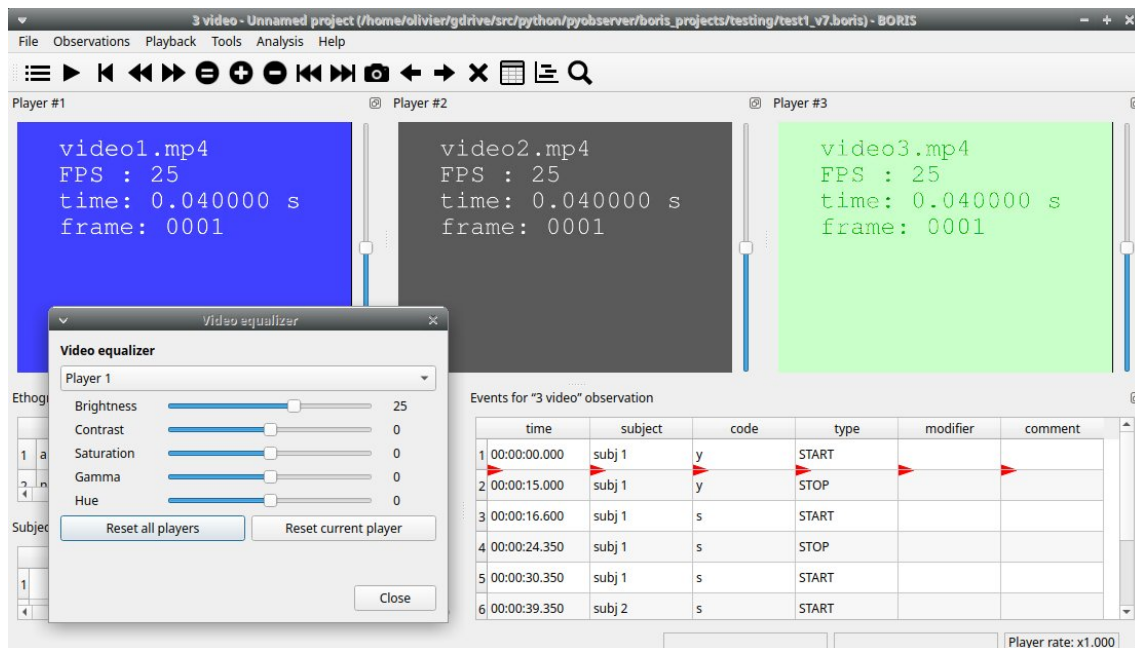 3 video - Unnamed project (/home/olivier/gdrive/src/python/pyobserver/boris_projects/testing/test1_v7.boris) - BORIS
File Observations Playback Tools Analysis Help
Player #1 Player #2 Player #3
video1.mp4
FPS : 25
time: 0.040000 s
frame: 0001
video2.mp4
FPS : 25
time: 0.040000 s
frame: 0001
video3.mp4
FPS : 25
time: 0.040000 s
frame: 0001
Video equalizer
Video equalizer
Player 1
Brightness 25
Contrast 0
Saturation 0
Gamma 0
Hue 0
Reset all players Reset current player
Close
1 a
1
Events for “3 video” observation
time subject code type modifier comment
1 00:00:00.000 subj 1 y START
2 00:00:15.000 subj 1 y STOP
3 00:00:16.600 subj 1 s START
4 00:00:24.350 subj 1 s STOP
5 00:00:30.350 subj 1 s START
6 00:00:39.350 subj 2 s START
Player rate: x1.000